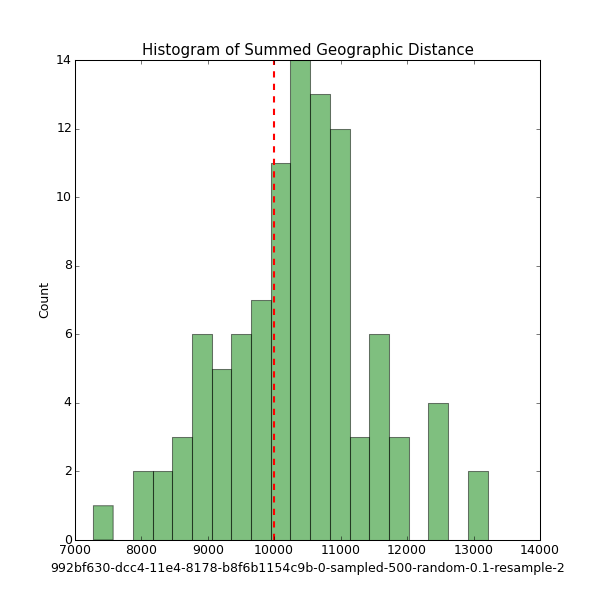 Histogram of Summed Geographic Distance
14
12
10
8
6
4
2
0
Count
7000 8000 9000 10000 11000 12000 13000 14000
992bf630-dcc4-11e4-8178-b8f6b1154c9b-0-sampled-500-random-0.1-resample-2